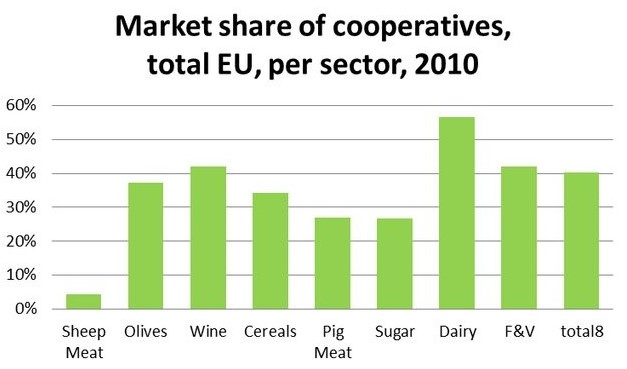 Market share of cooperatives,
total EU, per sector, 2010
60%
50%
40%
30%
20%
10%
0%
Sheep Meat
Olives
Wine
Cereals
Pig Meat
Sugar
Dairy
F&V
total8